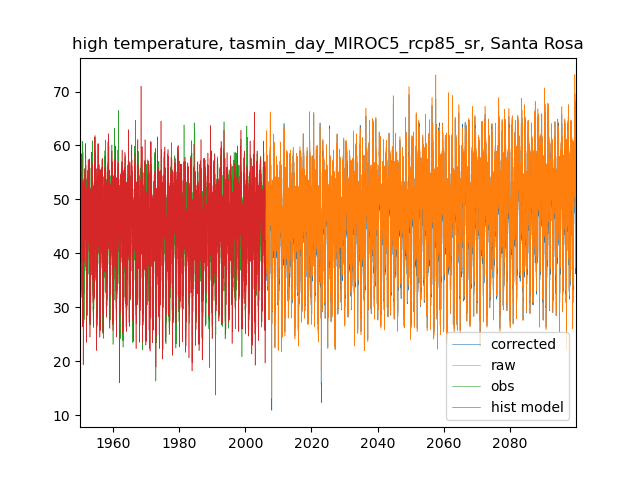 high temperature, tasmin_day_MIROC5_rcp85_sr, Santa Rosa
70
60
50
40
30
20
10
1960 1980 2000 2020 2040 2060 2080
corrected
raw
obs
hist model